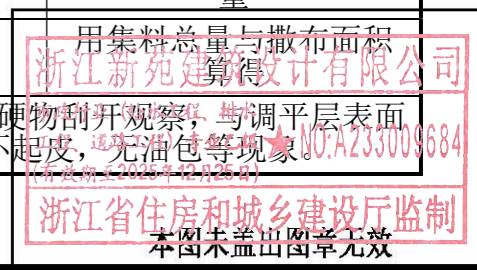 量
用集料总量与撒布面积
算得
浙江新苑建筑设计有限公司
硬物刮开观察，与调平层表面
不起皮，无油包等现象。
NO:A233009684
(有效期至2025年12月25日)
浙江省住房和城乡建设厅监制
本图未盖出图章无效